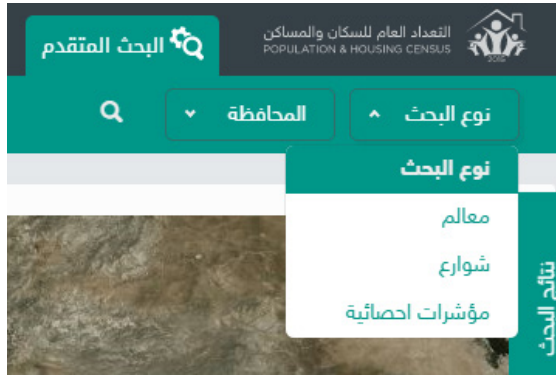 التعداد العام للسكان والمساكن
POPULATION & HOUSING CENSUS
2015
البحث المتقدم
نوع البحث
المحافظة
نوع البحث
معالم
شوارع
مؤشرات احصائية
نتائج البحث